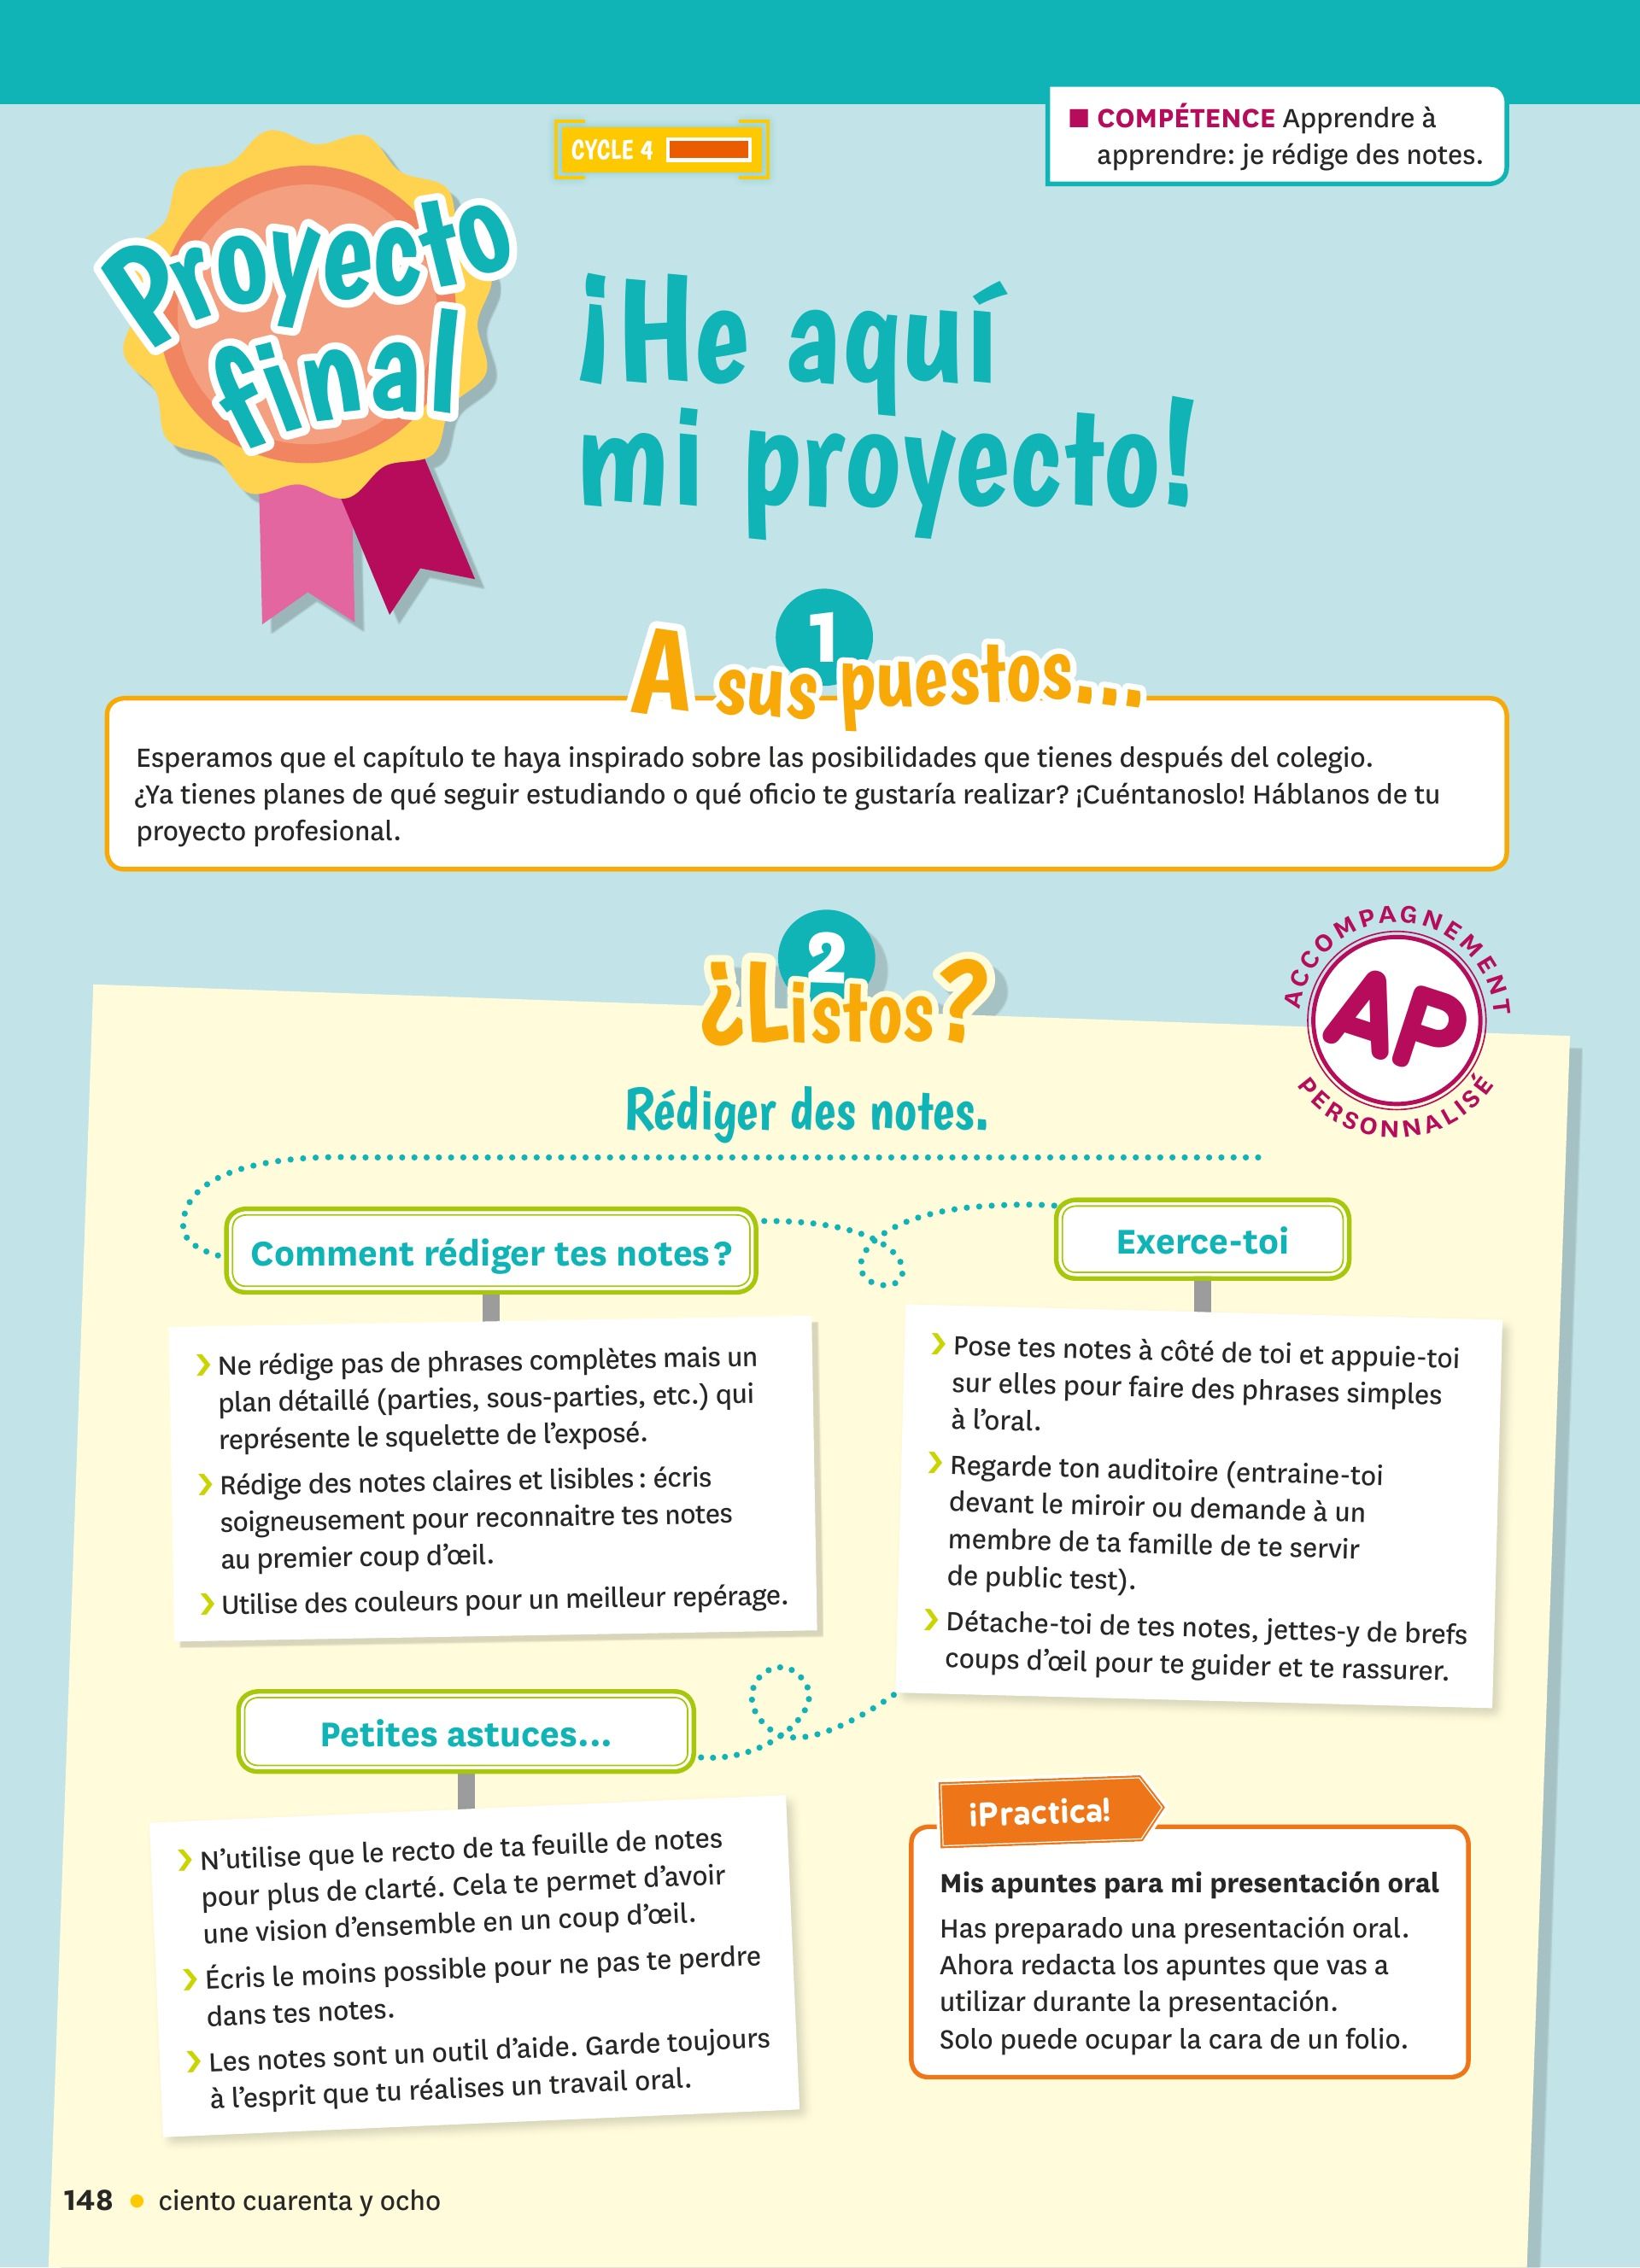 ■ COMPÉTENCE Apprendre à
apprendre: je rédige des notes.
CYCLE 4
Proyecto
final
¡He aquí
mi proyecto!
1
A sus puestos...
Esperamos que el capítulo te haya inspirado sobre las posibilidades que tienes después del colegio.
¿Ya tienes planes de qué seguir estudiando o qué oficio te gustaría realizar? ¡Cuéntanoslo! Háblanos de tu
proyecto profesional.
2
¿Listos?
ACCOMPAGNEMENT
AP
PERSONNALISÉ
Rédiger des notes.
Comment rédiger tes notes ?
› Ne rédige pas de phrases complètes mais un
plan détaillé (parties, sous-parties, etc.) qui
représente le squelette de l’exposé.
› Rédige des notes claires et lisibles : écris
soigneusement pour reconnaitre tes notes
au premier coup d’œil.
› Utilise des couleurs pour un meilleur repérage.
Exerce-toi
› Pose tes notes à côté de toi et appuie-toi
sur elles pour faire des phrases simples
à l’oral.
› Regarde ton auditoire (entraine-toi
devant le miroir ou demande à un
membre de ta famille de te servir
de public test).
› Détache-toi de tes notes, jettes-y de brefs
coups d’œil pour te guider et te rassurer.
Petites astuces...
› N’utilise que le recto de ta feuille de notes
pour plus de clarté. Cela te permet d’avoir
une vision d’ensemble en un coup d’œil.
› Écris le moins possible pour ne pas te perdre
dans tes notes.
› Les notes sont un outil d’aide. Garde toujours
à l’esprit que tu réalises un travail oral.
¡Practica!
Mis apuntes para mi presentación oral
Has preparado una presentación oral.
Ahora redacta los apuntes que vas a
utilizar durante la presentación.
Solo puede ocupar la cara de un folio.
148 • ciento cuarenta y ocho